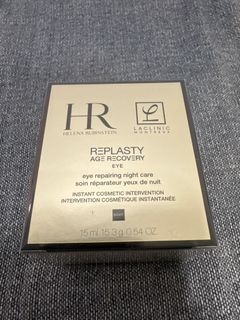 HR
HELENA RUBINSTEIN
L
LACLINIC
MONTREUX
REPLASTY
AGE RECOVERY
EYE
eye repairing night care
soin réparateur yeux de nuit
INSTANT COSMETIC INTERVENTION
INTERVENTION COSMÉTIQUE INSTANTANÉE
NIGHT
15 ml. 15.3 g. 0.54 OZ.